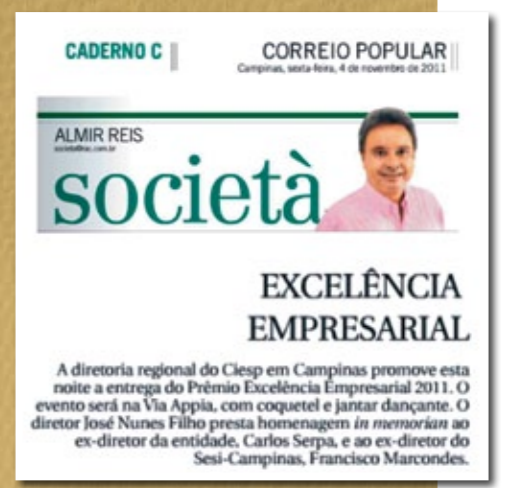 CADERNO C
CORREIO POPULAR
Campinas, sexta-feira, 4 de novembro de 2011
ALMIR REIS
societa@rac.com.br
società
EXCELÊNCIA
EMPRESARIAL
A diretoria regional do Ciesp em Campinas promove esta
noite a entrega do Prêmio Excelência Empresarial 2011. O
evento será na Via Appia, com coquetel e jantar dançante. O
diretor José Nunes Filho presta homenagem in memorian ao
ex-diretor da entidade, Carlos Serpa, e ao ex-diretor do
Sesi-Campinas, Francisco Marcondes.